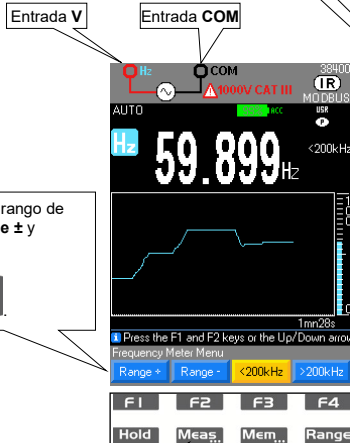 Entrada V
Entrada COM
Hz
COM
38400
IR
1000V CAT III
MODBUS
AUTO
ACC
USR
P
Hz
59.899Hz
<200kHz
rango de
e ± y
1mn28s
Press the F1 and F2 keys or the Up/Down arrow
Frequency Meter Menu
Range +
Range -
<200kHz
>200kHz
F1
F2
F3
F4
Hold
Meas...
Mem...
Range